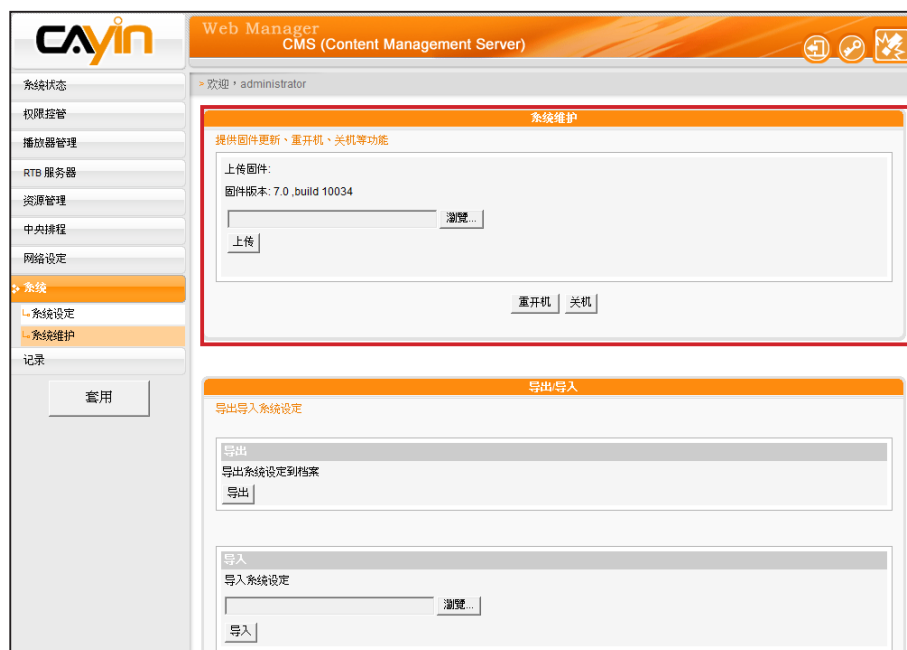 CAYIN
Web Manager
CMS (Content Management Server)
系统状态
权限控管
播放器管理
RTB 服务器
资源管理
中央排程
网络设定
系统
系统设定
系统维护
记录
套用
> 欢迎，administrator
系统维护
提供固件更新、重开机、关机等功能
上传固件:
固件版本: 7.0 ,build 10034
瀏覽...
上传
重开机 关机
导出/导入
导出导入系统设定
导出
导出系统设定到档案
导出
导入
导入系统设定
瀏覽...
导入